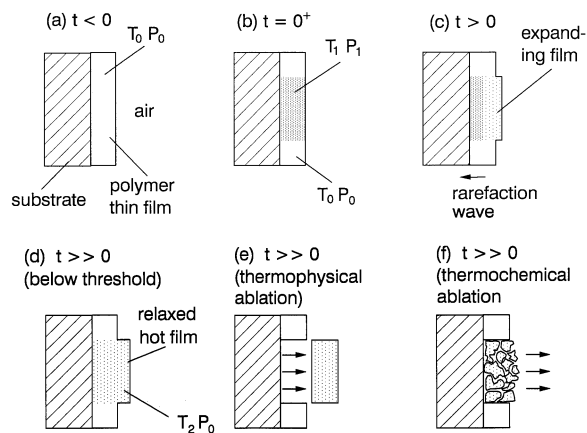 (a) t < 0
T₀ P₀
air
substrate
polymer
thin film
(b) t = 0⁺
T₁ P₁
T₀ P₀
(c) t > 0
expand-
ing film
rarefaction
wave
(d) t >> 0
(below threshold)
relaxed
hot film
T₂ P₀
(e) t >> 0
(thermophysical
ablation)
(f) t >> 0
(thermochemical
ablation